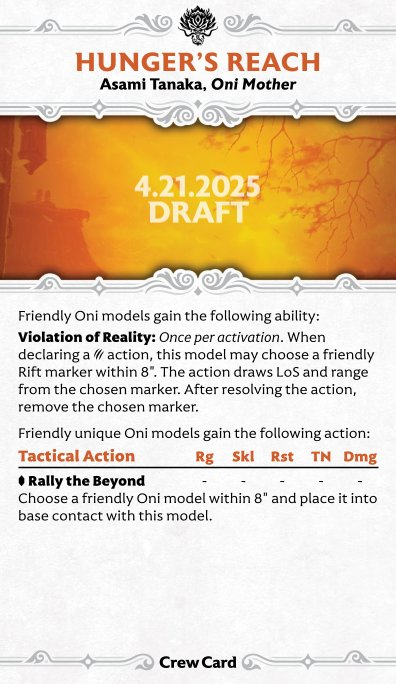 HUNGER'S REACH
Asami Tanaka, Oni Mother
4.21.2025
DRAFT
Friendly Oni models gain the following ability:
Violation of Reality: Once per activation. When
declaring a action, this model may choose a friendly
Rift marker within 8". The action draws LoS and range
from the chosen marker. After resolving the action,
remove the chosen marker.
Friendly unique Oni models gain the following action:
Tactical Action Rg Skl Rst TN Dmg
Rally the Beyond - - - - -
Choose a friendly Oni model within 8" and place it into
base contact with this model.
Crew Card